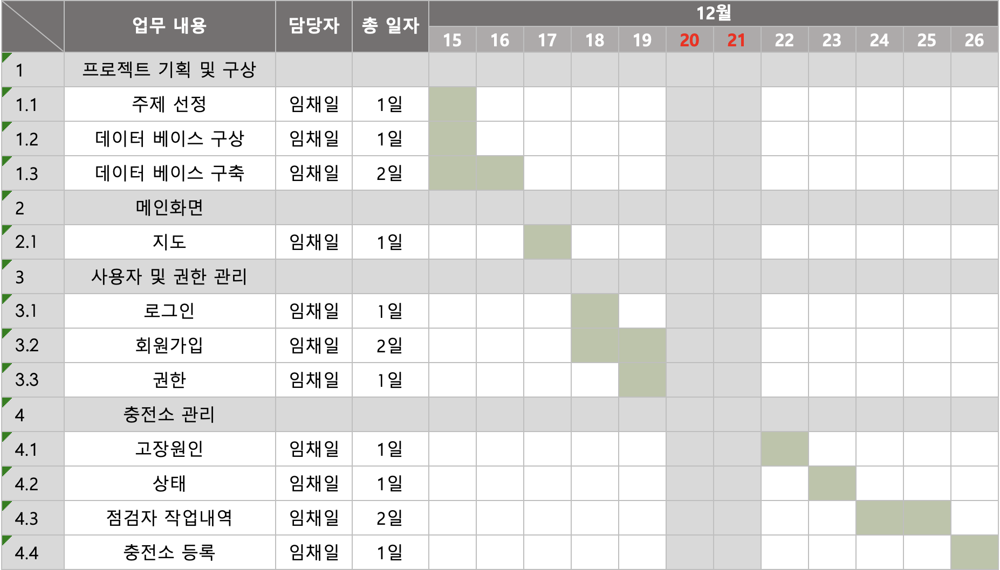 업무 내용 담당자 총 일자 12월
15 16 17 18 19 20 21 22 23 24 25 26
1 프로젝트 기획 및 구상
1.1 주제 선정 임채일 1일
1.2 데이터 베이스 구상 임채일 1일
1.3 데이터 베이스 구축 임채일 2일
2 메인화면
2.1 지도 임채일 1일
3 사용자 및 권한 관리
3.1 로그인 임채일 1일
3.2 회원가입 임채일 2일
3.3 권한 임채일 1일
4 충전소 관리
4.1 고장원인 임채일 1일
4.2 상태 임채일 1일
4.3 점검자 작업내역 임채일 2일
4.4 충전소 등록 임채일 1일